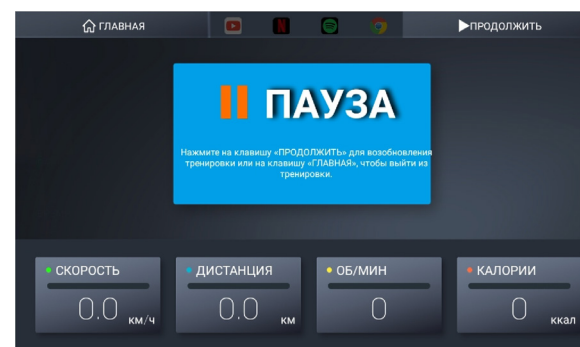 ГЛАВНАЯ
ПРОДОЛЖИТЬ
ПАУЗА
Нажмите на клавишу «ПРОДОЛЖИТЬ» для возобновления
тренировки или на клавишу «ГЛАВНАЯ», чтобы выйти из
тренировки.
СКОРОСТЬ
0.0 км/ч
ДИСТАНЦИЯ
0.0 км
ОБ/МИН
0
КАЛОРИИ
0 ккал